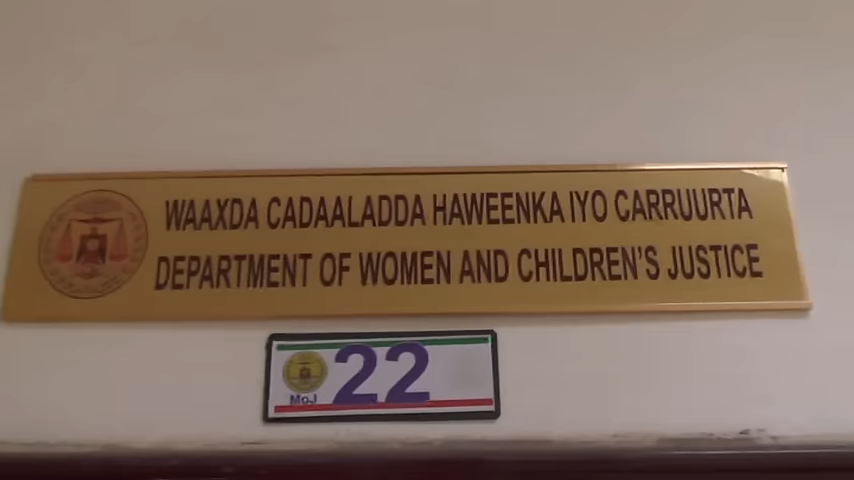 WAAXDA CADAALADDA HAWEENKA IYO CARRUURTA
DEPARTMENT OF WOMEN AND CHILDREN'S JUSTICE
22
MoJ